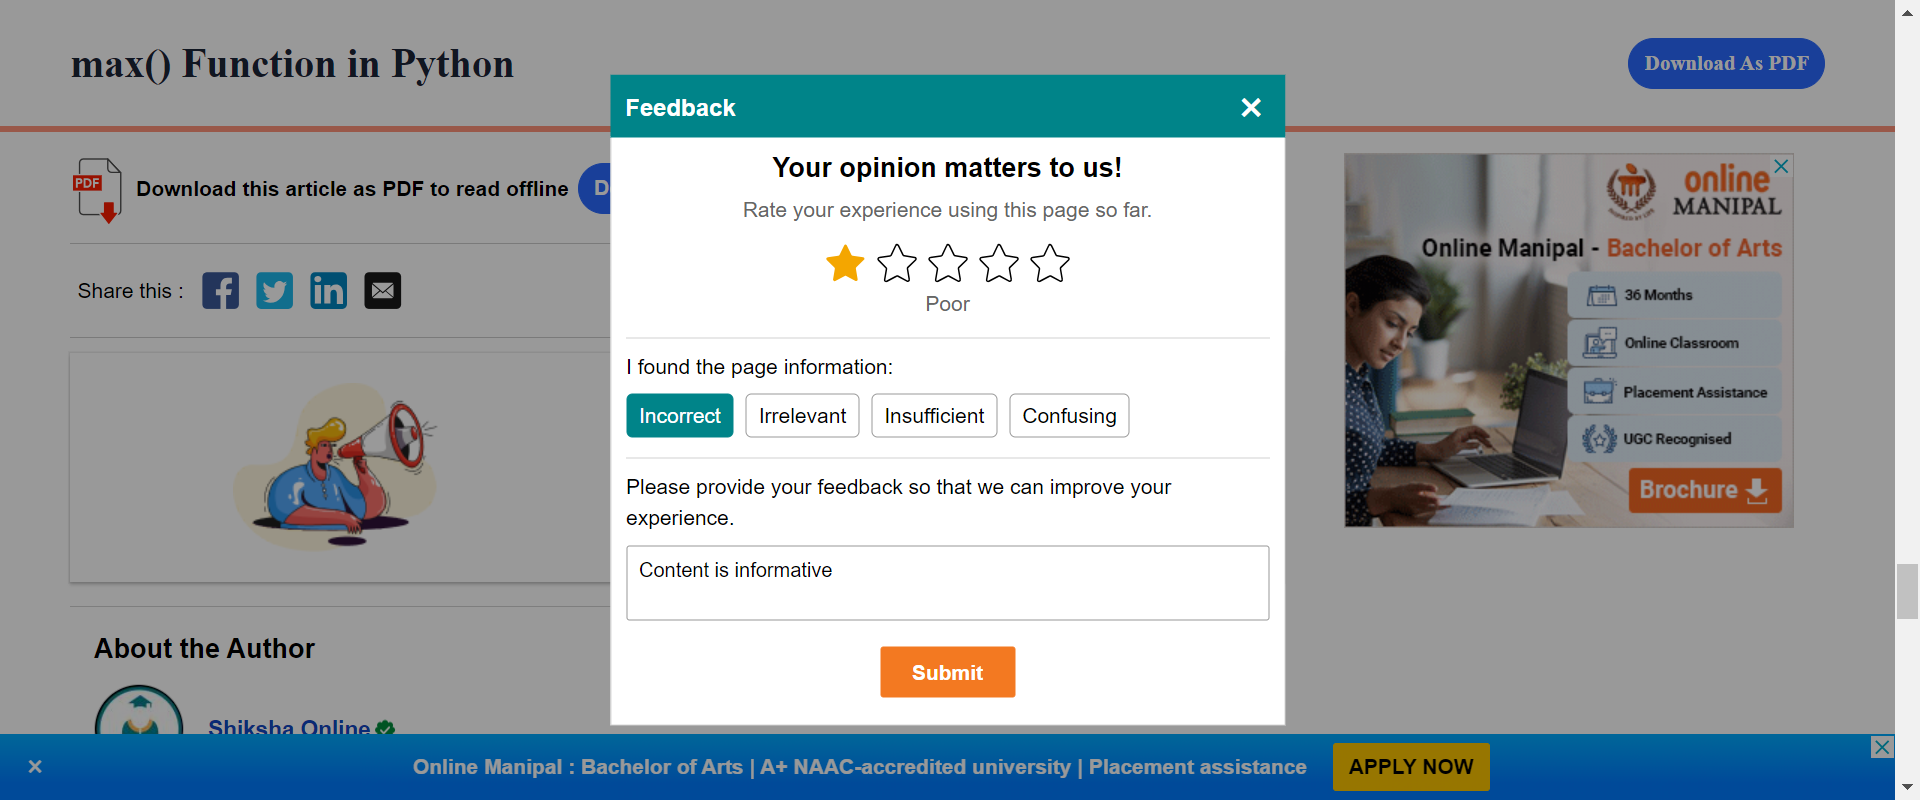 max() Function in Python
Download As PDF
PDF
Download this article as PDF to read offline
D
Share this :
About the Author
Shiksha Online
Feedback
Your opinion matters to us!
Rate your experience using this page so far.
Poor
I found the page information:
Incorrect
Irrelevant
Insufficient
Confusing
Please provide your feedback so that we can improve your
experience.
Content is informative
Submit
online
MANIPAL
Online Manipal - Bachelor of Arts
36 Months
Online Classroom
Placement Assistance
UGC Recognised
Brochure
Online Manipal : Bachelor of Arts | A+ NAAC-accredited university | Placement assistance
APPLY NOW